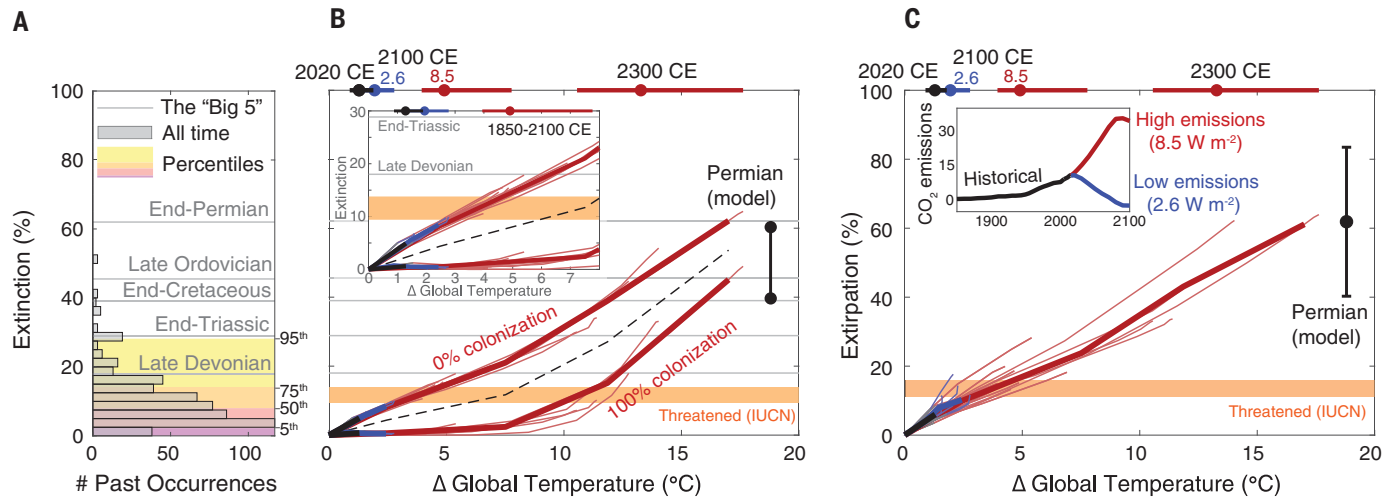 A
Extinction (%)
100
80
60
40
20
0
The "Big 5"
All time
Percentiles
End-Permian
Late Ordovician
End-Cretaceous
End-Triassic
Late Devonian
95th
75th
50th
5th
# Past Occurrences
B
2020 CE
2100 CE
2.6
8.5
2300 CE
30
20
10
0
Extinction
End-Triassic
Late Devonian
1850-2100 CE
0 1 3 5 7
Δ Global Temperature
Permian
(model)
0% colonization
100% colonization
Threatened (IUCN)
0 5 10 15 20
Δ Global Temperature (°C)
C
2020 CE
2100 CE
2.6
8.5
2300 CE
Extirpation (%)
100
80
60
40
20
0
CO2 emissions
30
15
0
Historical
1900 2000 2100
High emissions
(8.5 W m-2)
Low emissions
(2.6 W m-2)
Permian
(model)
Threatened (IUCN)
0 5 10 15 20
Δ Global Temperature (°C)